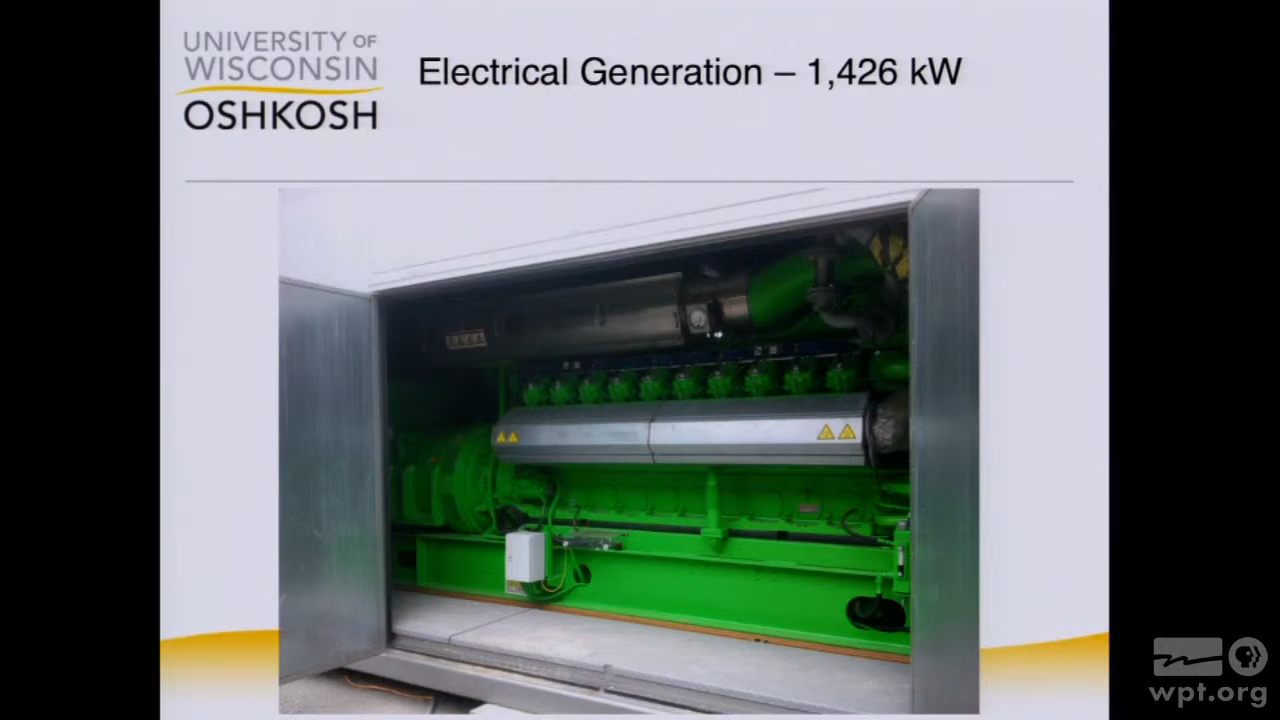 UNIVERSITY OF
WISCONSIN
OSHKOSH
Electrical Generation – 1,426 kW
wpt.org